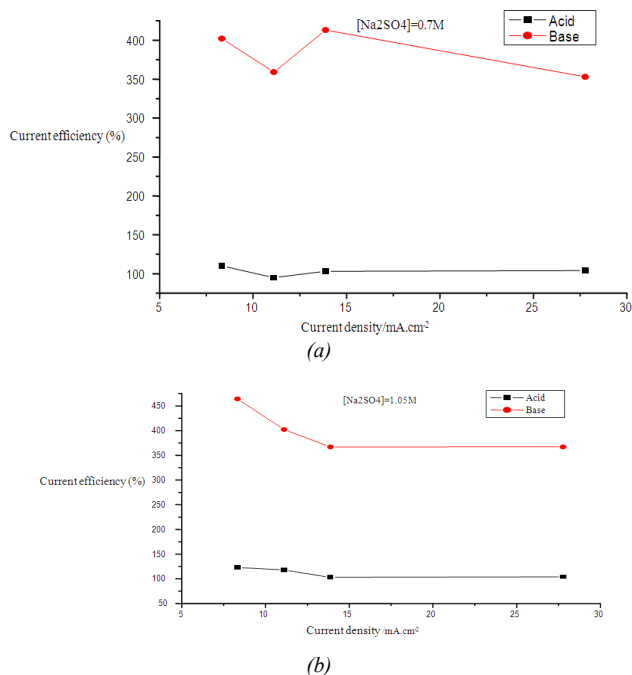 [Na2SO4]=0.7M
Acid
Base
400
350
300
Current efficiency (%)
250
200
150
100
5 10 15 20 25 30
Current density/mA.cm-2
(a)
[Na2SO4]=1.05M
Acid
Base
450
400
350
Current efficiency (%)
300
250
200
150
100
50
5 10 15 20 25 30
Current density /mA.cm-2
(b)